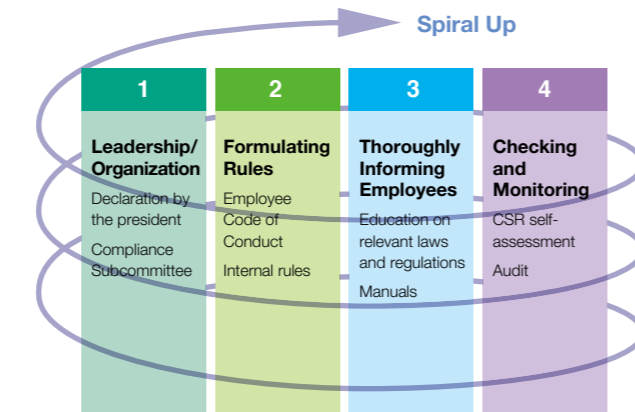 Spiral Up
1
Leadership/
Organization
Declaration by
the president
Compliance
Subcommittee
2
Formulating
Rules
Employee
Code of
Conduct
Internal rules
3
Thoroughly
Informing
Employees
Education on
relevant laws
and regulations
Manuals
4
Checking
and
Monitoring
CSR self-
assessment
Audit